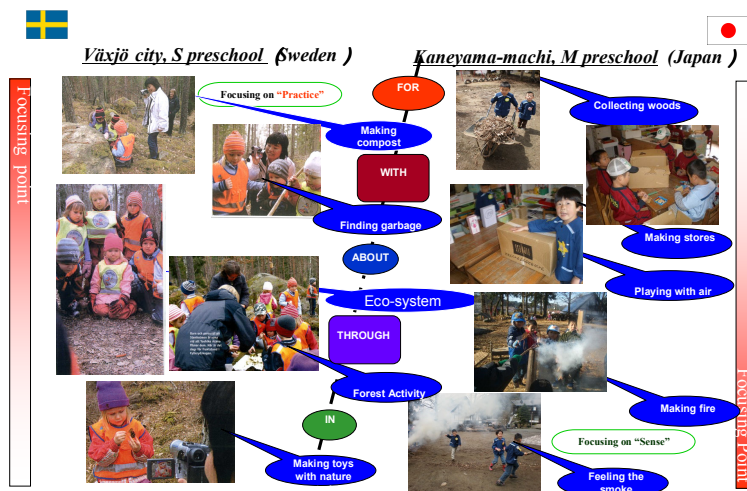 Växjö city, S preschool (Sweden )
Kaneyama-machi, M preschool (Japan )
Focusing point
Focusing on “Practice”
FOR
Collecting woods
Making
compost
WITH
Finding garbage
Making stores
ABOUT
Playing with air
Eco-system
THROUGH
Forest Activity
Making fire
IN
Focusing on “Sense”
Making toys
with nature
Feeling the
smoke
Focusing Point